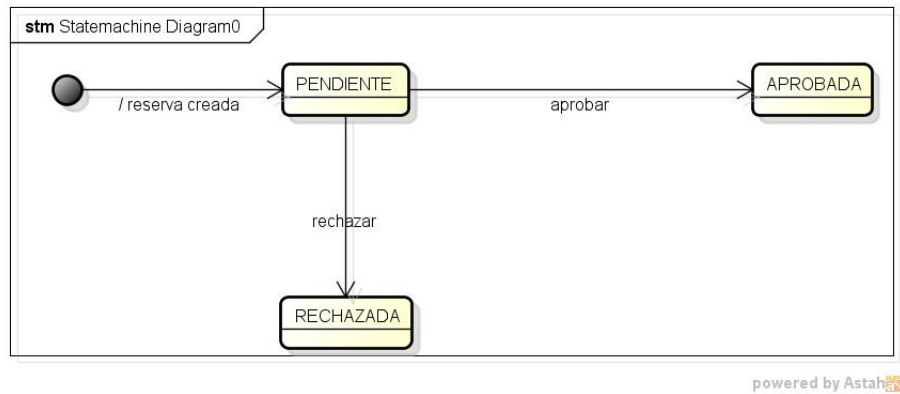 stm Statemachine Diagram0
PENDIENTE
APROBADA
/ reserva creada
aprobar
rechazar
RECHAZADA
powered by Astah